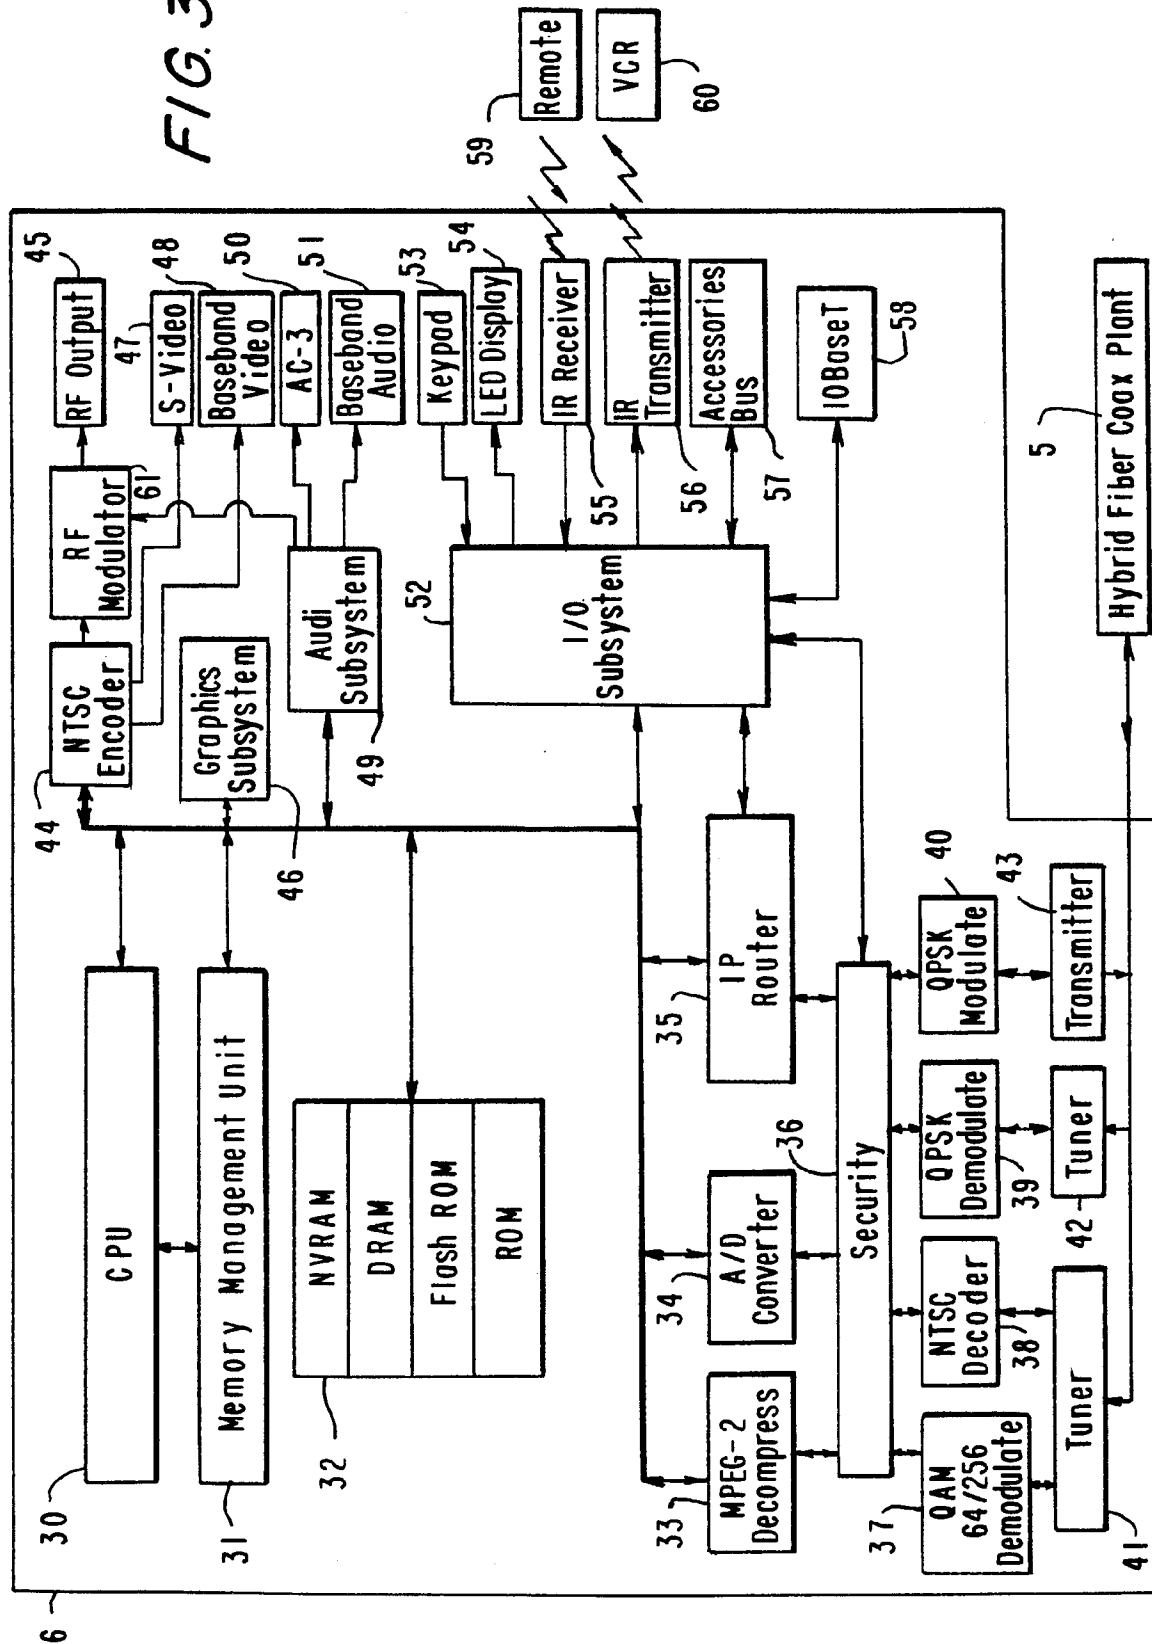 FIG. 3
6
30
CPU
31
Memory Management Unit
32
NVRAM
DRAM
Flash ROM
ROM
44
NTSC
Encoder
RF
Modulator
61
RF Output
45
47
S-Video
Baseband
Video
48
46
Graphics
Subsystem
Audi
Subsystem
49
AC-3
50
Baseband
Audio
51
52
I/O
Subsystem
Keypad
53
LED Display
54
IR Receiver
55
IR
Transmitter
56
Accessories
Bus
57
10BaseT
58
59
Remote
VCR
60
33
MPEG-2
Decompress
34
A/D
Converter
35
IP
Router
36
Security
37
QAM
64/256
Demodulate
NTSC
Decoder
38
QPSK
Demodulate
39
QPSK
Modulate
40
41
Tuner
42
Tuner
43
Transmitter
5
Hybrid Fiber Coax Plant